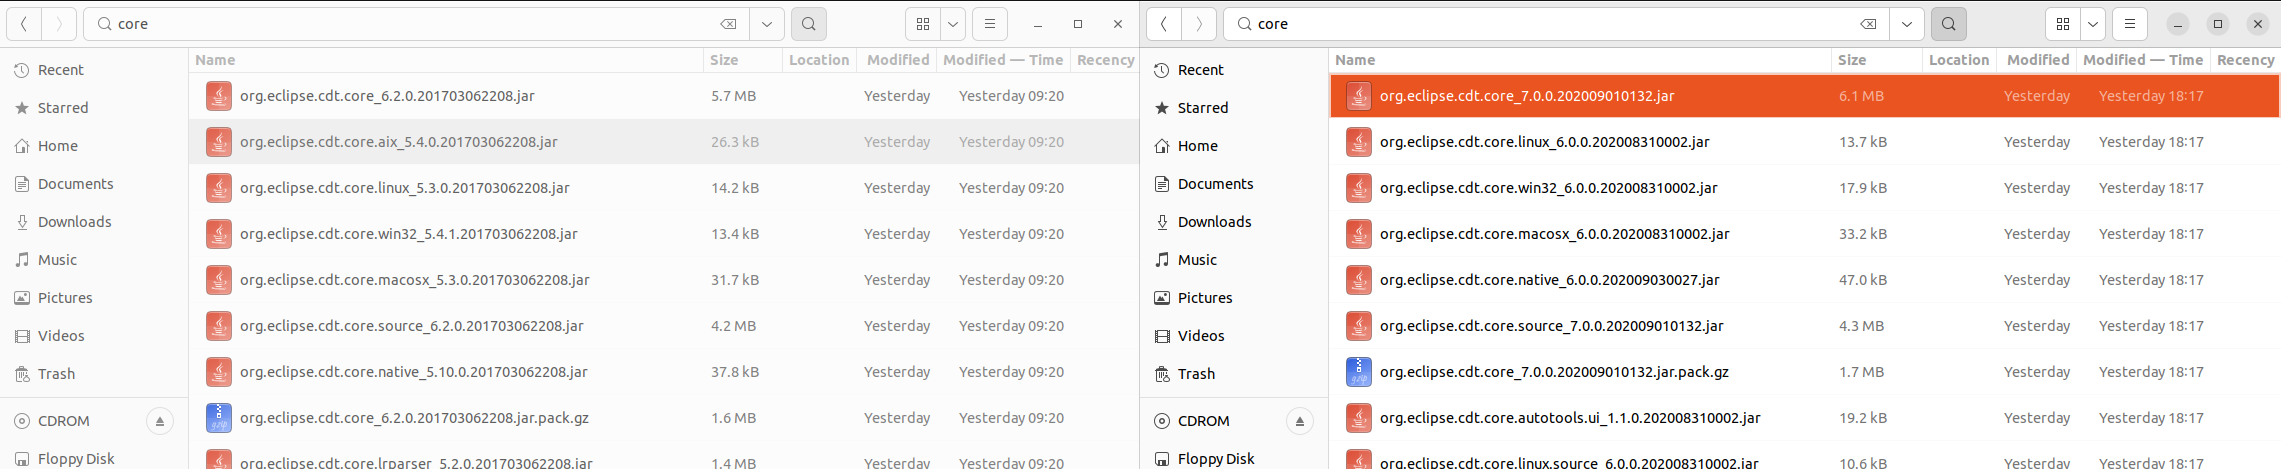 core
Name Size Location Modified Modified — Time Recency
Recent
Starred
Home
Documents
Downloads
Music
Pictures
Videos
Trash
CDROM
Floppy Disk
org.eclipse.cdt.core_6.2.0.201703062208.jar 5.7 MB Yesterday Yesterday 09:20
org.eclipse.cdt.core.aix_5.4.0.201703062208.jar 26.3 kB Yesterday Yesterday 09:20
org.eclipse.cdt.core.linux_5.3.0.201703062208.jar 14.2 kB Yesterday Yesterday 09:20
org.eclipse.cdt.core.win32_5.4.1.201703062208.jar 13.4 kB Yesterday Yesterday 09:20
org.eclipse.cdt.core.macosx_5.3.0.201703062208.jar 31.7 kB Yesterday Yesterday 09:20
org.eclipse.cdt.core.source_6.2.0.201703062208.jar 4.2 MB Yesterday Yesterday 09:20
org.eclipse.cdt.core.native_5.10.0.201703062208.jar 37.8 kB Yesterday Yesterday 09:20
gzip org.eclipse.cdt.core_6.2.0.201703062208.jar.pack.gz 1.6 MB Yesterday Yesterday 09:20
org.eclipse.cdt.core.lrparser_5.2.0.201703062208.jar 1.4 MB Yesterday Yesterday 09:20
core
Name Size Location Modified Modified — Time Recency
Recent
Starred
Home
Documents
Downloads
Music
Pictures
Videos
Trash
CDROM
Floppy Disk
org.eclipse.cdt.core_7.0.0.202009010132.jar 6.1 MB Yesterday Yesterday 18:17
org.eclipse.cdt.core.linux_6.0.0.202008310002.jar 13.7 kB Yesterday Yesterday 18:17
org.eclipse.cdt.core.win32_6.0.0.202008310002.jar 17.9 kB Yesterday Yesterday 18:17
org.eclipse.cdt.core.macosx_6.0.0.202008310002.jar 33.2 kB Yesterday Yesterday 18:17
org.eclipse.cdt.core.native_6.0.0.202009030027.jar 47.0 kB Yesterday Yesterday 18:17
org.eclipse.cdt.core.source_7.0.0.202009010132.jar 4.3 MB Yesterday Yesterday 18:17
gzip org.eclipse.cdt.core_7.0.0.202009010132.jar.pack.gz 1.7 MB Yesterday Yesterday 18:17
org.eclipse.cdt.core.autotools.ui_1.1.0.202008310002.jar 19.2 kB Yesterday Yesterday 18:17
org.eclipse.cdt.core.linux.source_6.0.0.202008310002.jar 10.6 kB Yesterday Yesterday 18:17